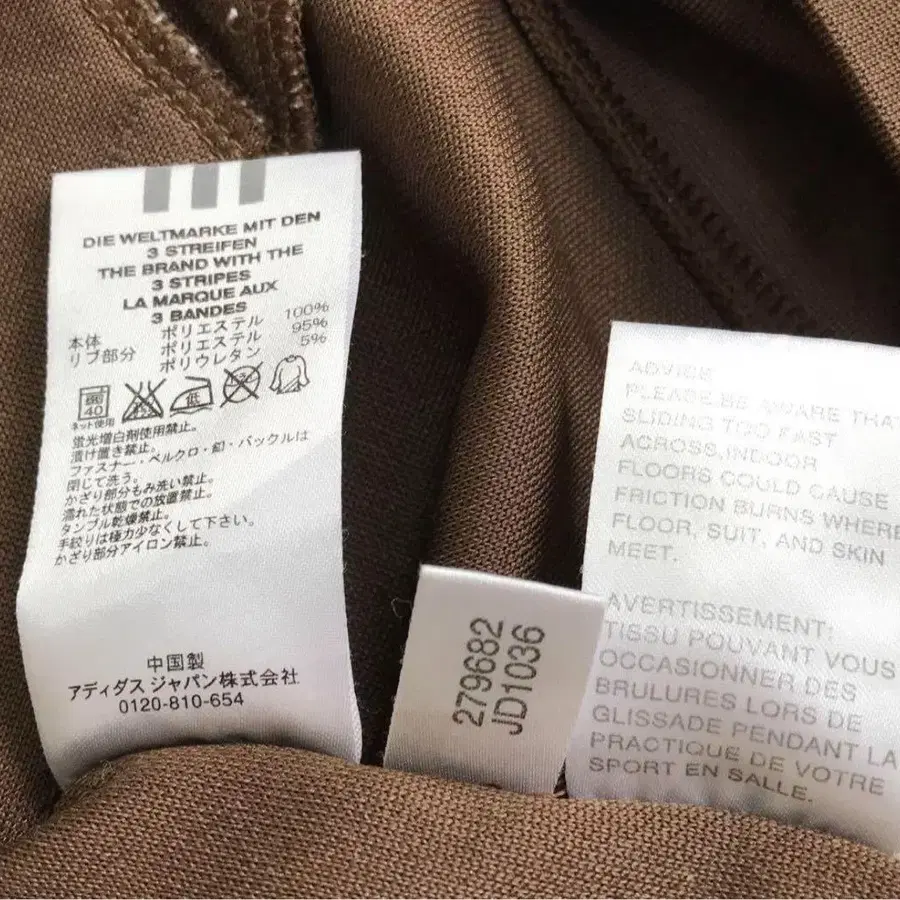 DIE WELTMARKE MIT DEN
3 STREIFEN
THE BRAND WITH THE
3 STRIPES
LA MARQUE AUX
3 BANDES
本体 ポリエステル 100%
リブ部分 ポリエステル 95%
ポリウレタン 5%
40
ネット使用
低
蛍光増白剤使用禁止。
漬け置き禁止。
ファスナー・ベルクロ・釦・バックルは
閉じて洗う。
かざり部分もみ洗い禁止。
濡れた状態での放置禁止。
タンブル乾燥禁止。
手絞りは極力少なくして下さい。
かざり部分アイロン禁止。
中国製
アディダス ジャパン株式会社
0120-810-654
279682
JD1036
ADVICE
PLEASE BE AWARE THAT
SLIDING TOO FAST
ACROSS INDOOR
FLOORS COULD CAUSE
FRICTION BURNS WHERE
FLOOR, SUIT, AND SKIN
MEET.
AVERTISSEMENT:
TISSU POUVANT VOUS
OCCASIONNER DES
BRULURES LORS DE
GLISSADE PENDANT LA
PRACTIQUE DE VOTRE
SPORT EN SALLE.